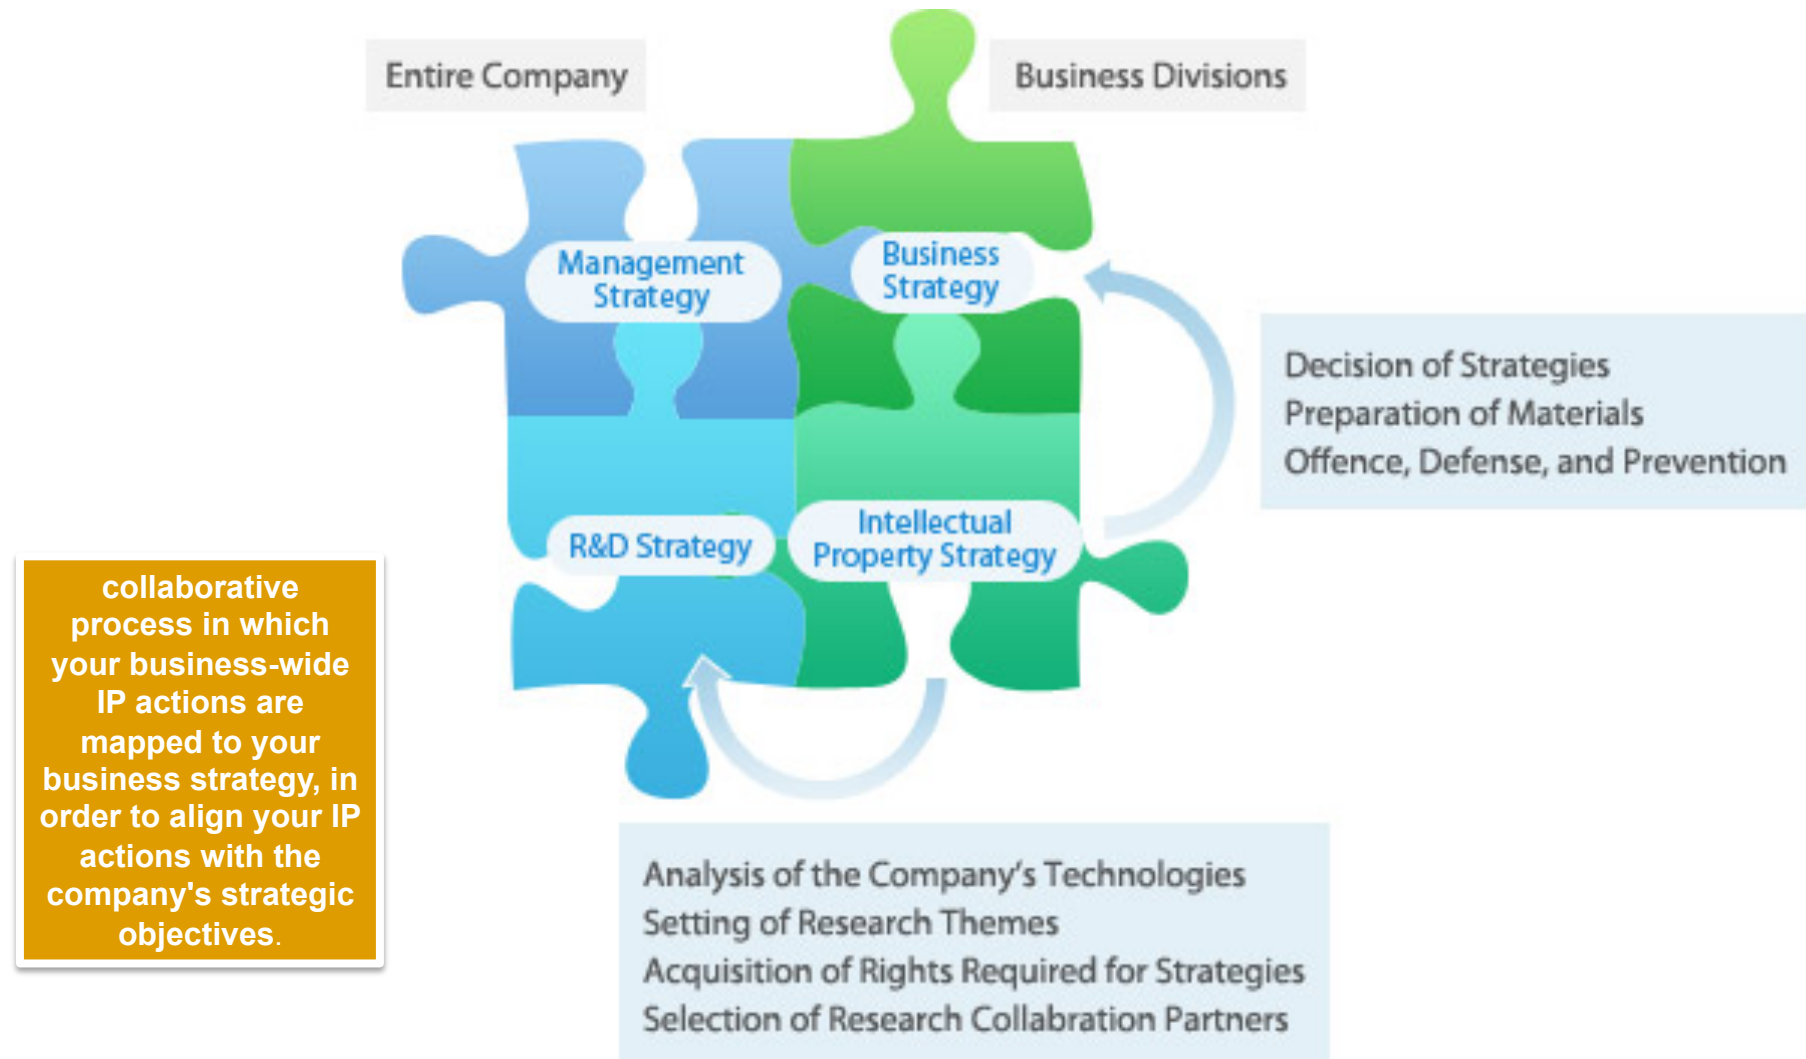 Entire Company
Business Divisions
Management
Strategy
Business
Strategy
Decision of Strategies
Preparation of Materials
Offence, Defense, and Prevention
R&D Strategy
Intellectual
Property Strategy
collaborative
process in which
your business-wide
IP actions are
mapped to your
business strategy, in
order to align your IP
actions with the
company's strategic
objectives.
Analysis of the Company’s Technologies
Setting of Research Themes
Acquisition of Rights Required for Strategies
Selection of Research Collabration Partners